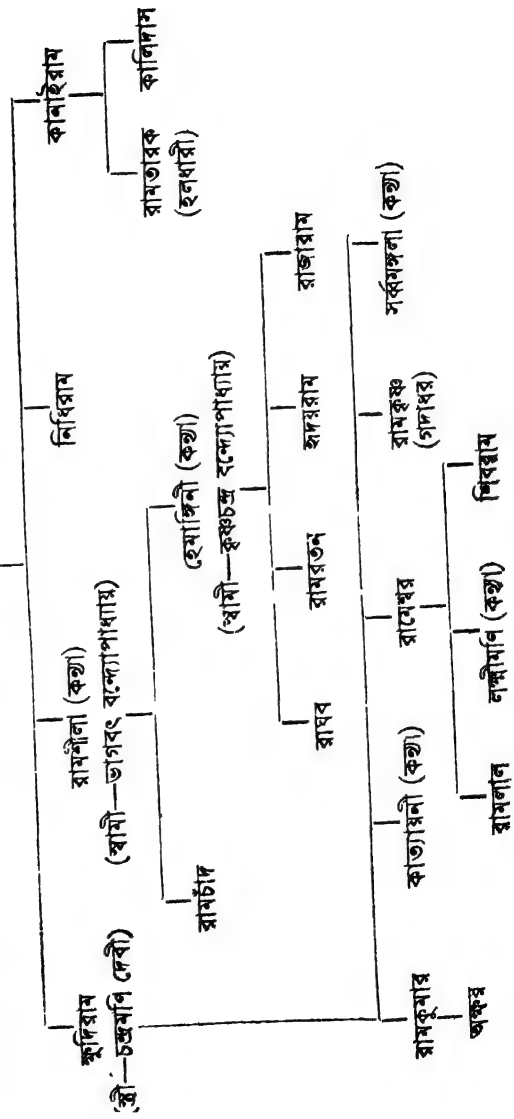 ক্ষুদিরাম
(স্ত্রী—চন্দ্রমণি দেবী)
রামশীলা (কন্যা)
(স্বামী—ভাগবৎ বন্দ্যোপাধ্যায়)
নিধিরাম
কানাইরাম
রামচাঁদ
হেমাঙ্গিনী (কন্যা)
(স্বামী—কৃষ্ণচন্দ্র বন্দ্যোপাধ্যায়)
রামতারক
(হলধারী)
কালিদাস
রাঘব
রামরতন
হৃদয়রাম
রাজারাম
রামকুমার
কাত্যায়নী (কন্যা)
রামেশ্বর
রামকৃষ্ণ
(গদাধর)
সর্ব্বমঙ্গলা (কন্যা)
অক্ষয়
রামলাল
লক্ষ্মীমণি (কন্যা)
শিবরাম